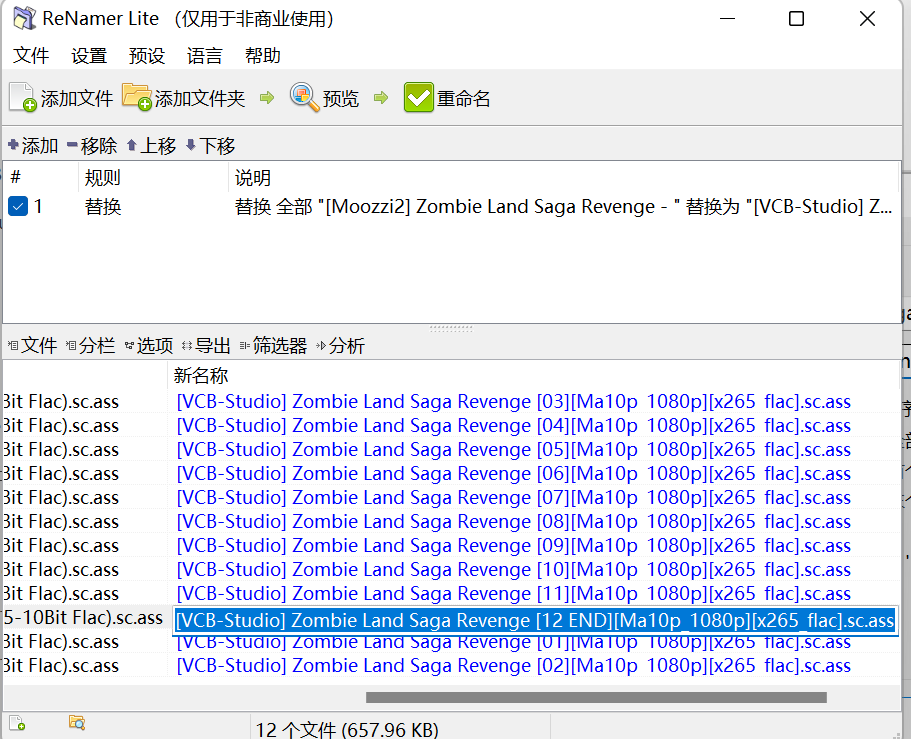 ReNamer Lite （仅用于非商业使用）
文件 设置 预设 语言 帮助
添加文件 添加文件夹 预览 重命名
添加 移除 上移 下移
# 规则 说明
1 替换 替换 全部 "[Moozzi2] Zombie Land Saga Revenge - " 替换为 "[VCB-Studio] Z...
文件 分栏 选项 导出 筛选器 分析
新名称
Bit Flac).sc.ass [VCB-Studio] Zombie Land Saga Revenge [03][Ma10p_1080p][x265_flac].sc.ass
Bit Flac).sc.ass [VCB-Studio] Zombie Land Saga Revenge [04][Ma10p_1080p][x265_flac].sc.ass
Bit Flac).sc.ass [VCB-Studio] Zombie Land Saga Revenge [05][Ma10p_1080p][x265_flac].sc.ass
Bit Flac).sc.ass [VCB-Studio] Zombie Land Saga Revenge [06][Ma10p_1080p][x265_flac].sc.ass
Bit Flac).sc.ass [VCB-Studio] Zombie Land Saga Revenge [07][Ma10p_1080p][x265_flac].sc.ass
Bit Flac).sc.ass [VCB-Studio] Zombie Land Saga Revenge [08][Ma10p_1080p][x265_flac].sc.ass
Bit Flac).sc.ass [VCB-Studio] Zombie Land Saga Revenge [09][Ma10p_1080p][x265_flac].sc.ass
Bit Flac).sc.ass [VCB-Studio] Zombie Land Saga Revenge [10][Ma10p_1080p][x265_flac].sc.ass
Bit Flac).sc.ass [VCB-Studio] Zombie Land Saga Revenge [11][Ma10p_1080p][x265_flac].sc.ass
5-10Bit Flac).sc.ass [VCB-Studio] Zombie Land Saga Revenge [12 END][Ma10p_1080p][x265_flac].sc.ass
Bit Flac).sc.ass [VCB-Studio] Zombie Land Saga Revenge [01][Ma10p_1080p][x265_flac].sc.ass
Bit Flac).sc.ass [VCB-Studio] Zombie Land Saga Revenge [02][Ma10p_1080p][x265_flac].sc.ass
12 个文件 (657.96 KB)